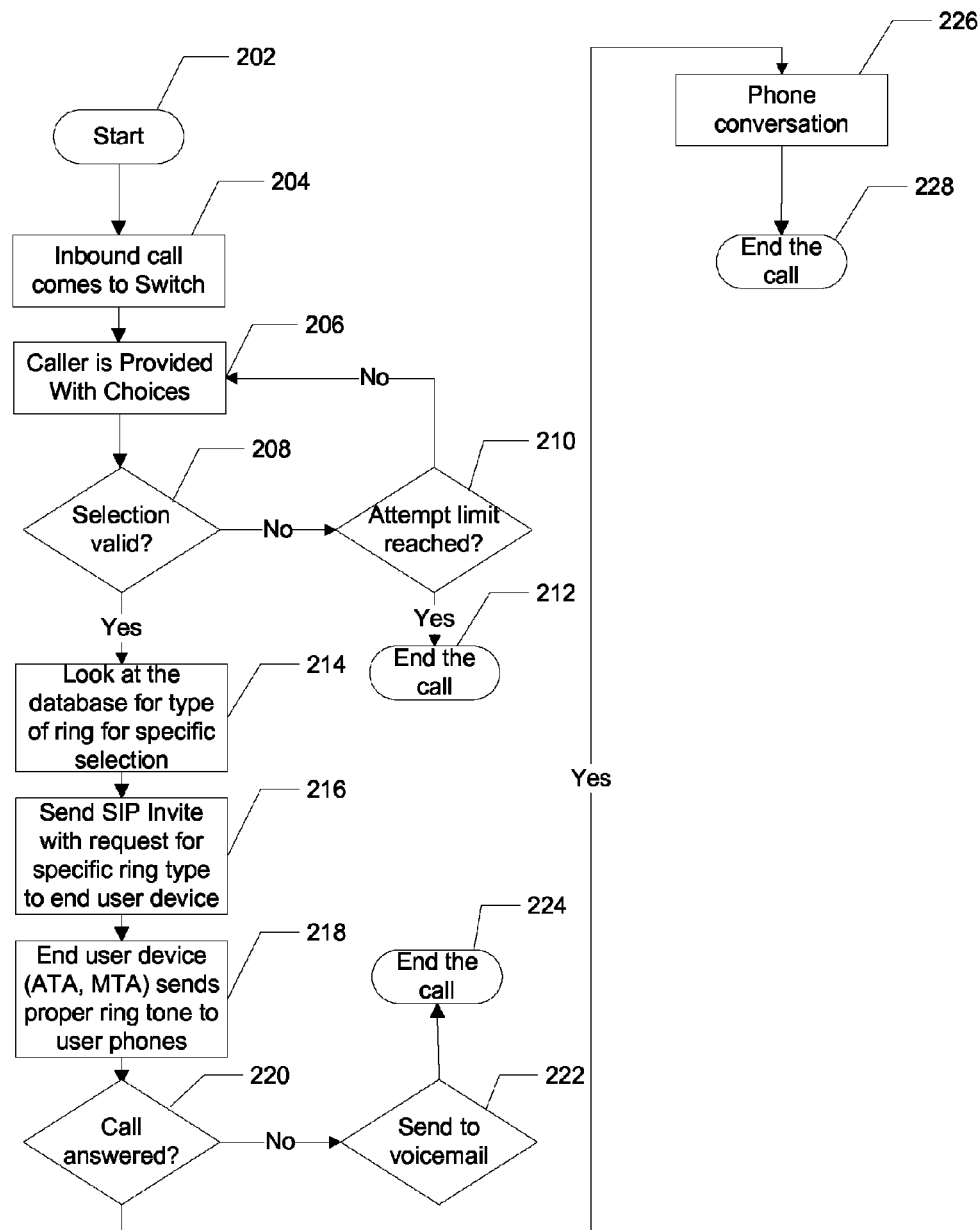 202
Start
204
Inbound call
comes to Switch
206
Caller is Provided
With Choices
No
208
Selection
valid?
No
210
Attempt limit
reached?
Yes
212
End the
call
Yes
214
Look at the
database for type
of ring for specific
selection
216
Send SIP Invite
with request for
specific ring type
to end user device
218
End user device
(ATA, MTA) sends
proper ring tone to
user phones
220
Call
answered?
No
222
Send to
voicemail
224
End the
call
Yes
226
Phone
conversation
228
End the
call